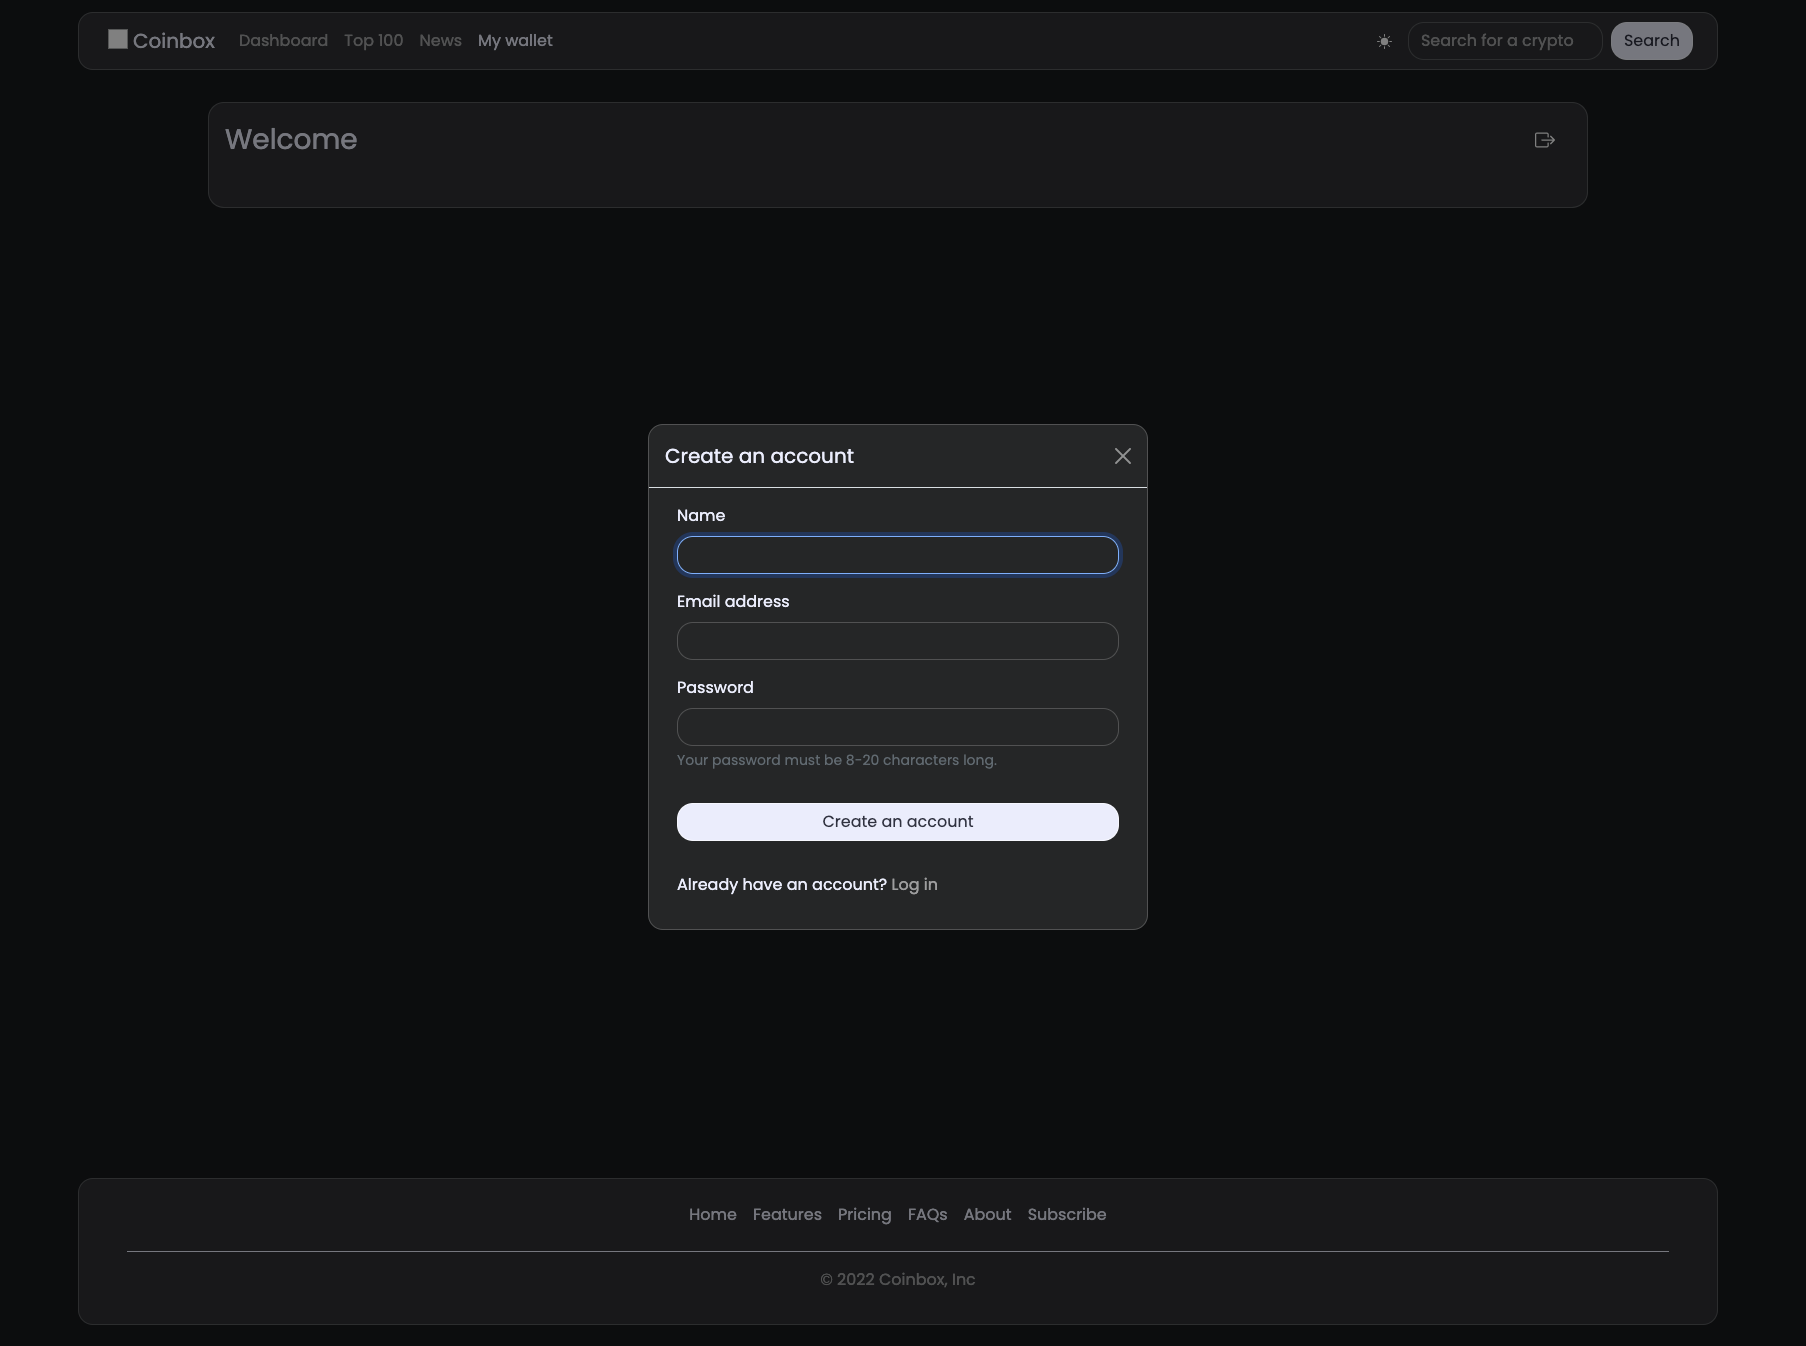 Coinbox Dashboard Top 100 News My wallet Search for a crypto Search
Welcome
Create an account
Name
Email address
Password
Your password must be 8-20 characters long.
Create an account
Already have an account? Log in
Home Features Pricing FAQs About Subscribe
© 2022 Coinbox, Inc